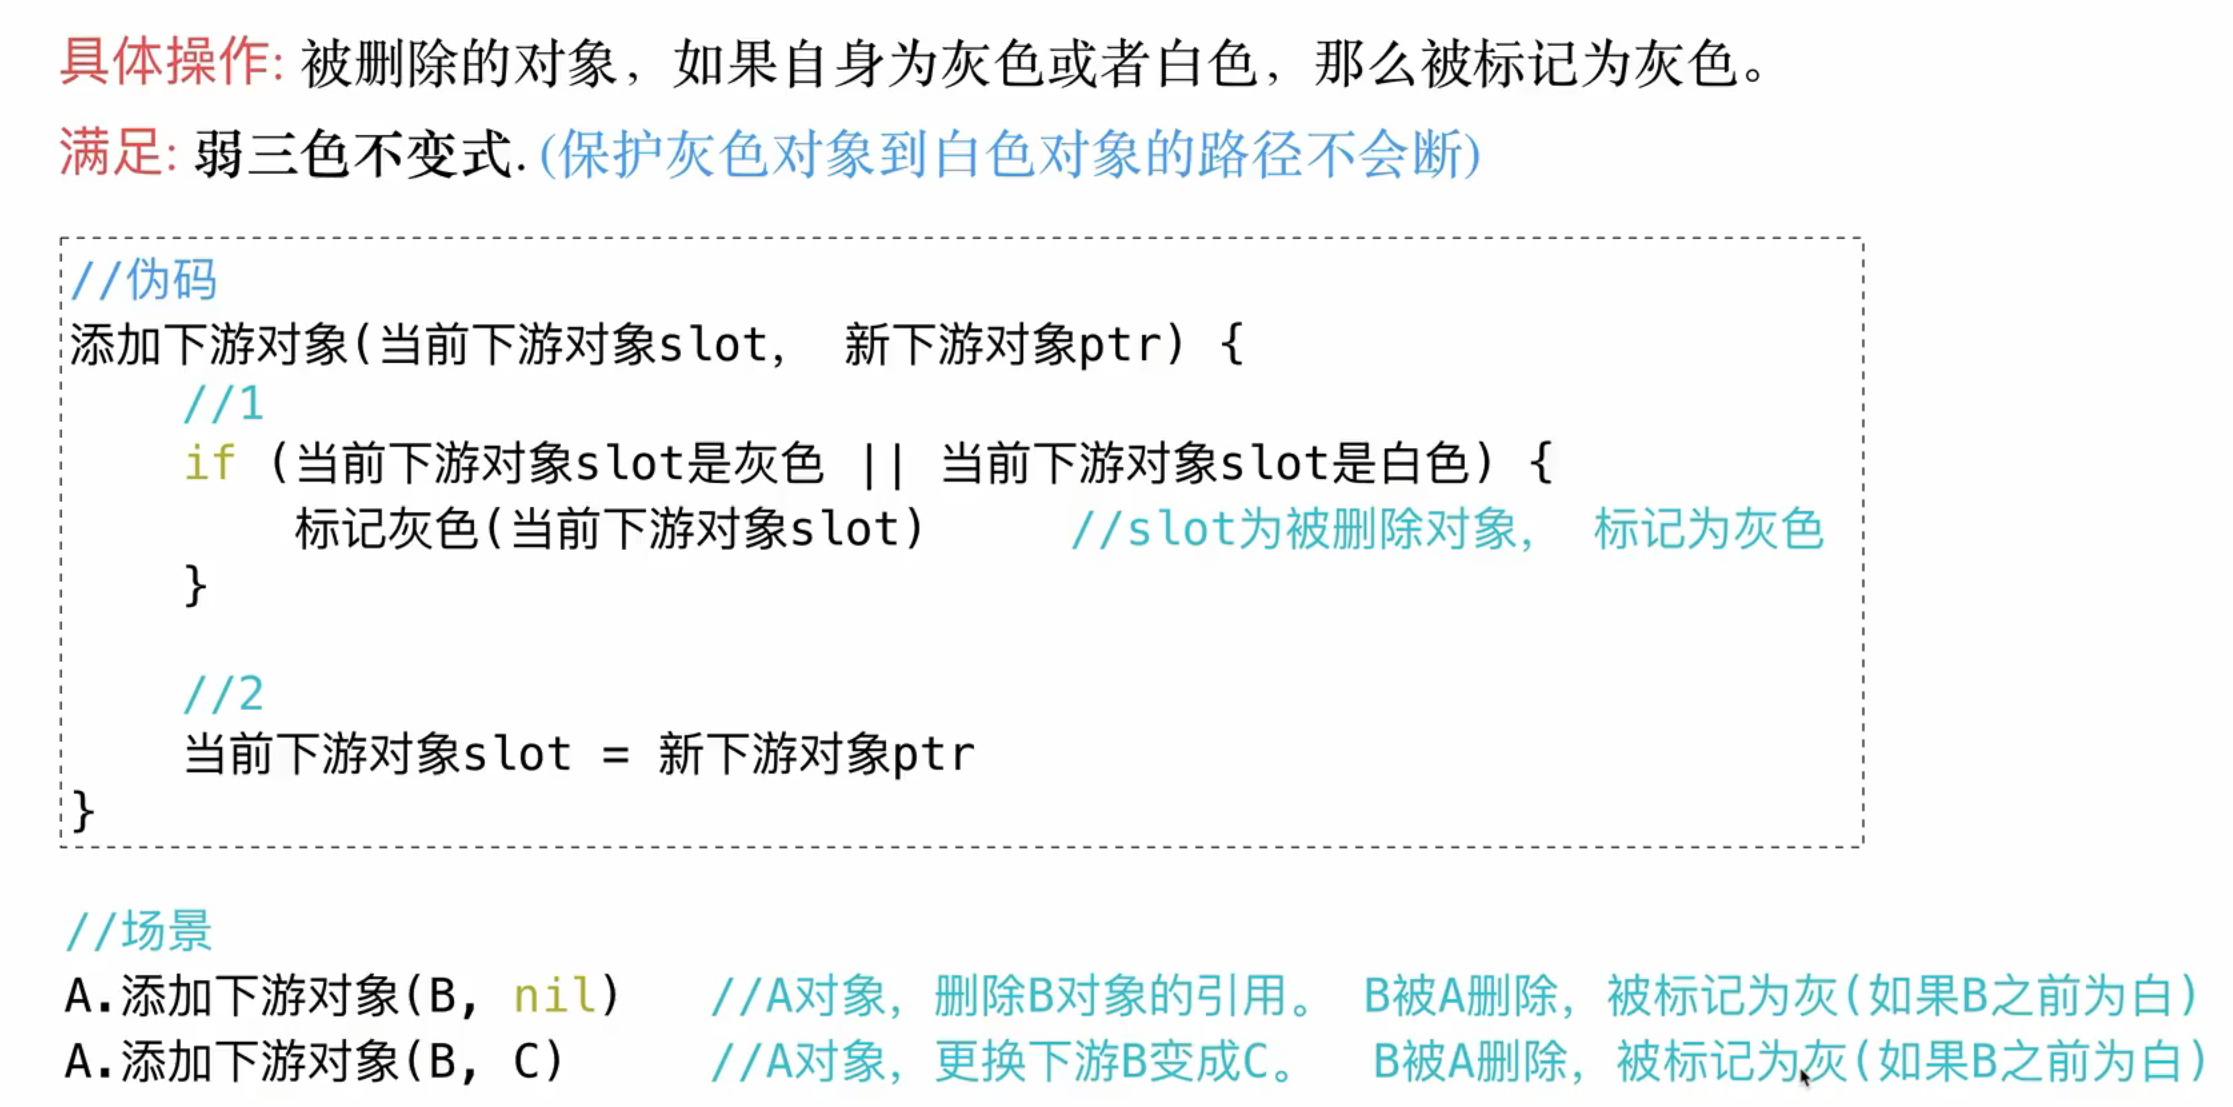 具体操作: 被删除的对象，如果自身为灰色或者白色，那么被标记为灰色。
满足: 弱三色不变式. (保护灰色对象到白色对象的路径不会断)
//伪码
添加下游对象(当前下游对象slot， 新下游对象ptr) {
//1
if (当前下游对象slot是灰色 || 当前下游对象slot是白色) {
标记灰色(当前下游对象slot) //slot为被删除对象， 标记为灰色
}
//2
当前下游对象slot = 新下游对象ptr
}
//场景
A.添加下游对象(B, nil) //A对象，删除B对象的引用。 B被A删除，被标记为灰(如果B之前为白)
A.添加下游对象(B, C) //A对象，更换下游B变成C。 B被A删除，被标记为灰(如果B之前为白)